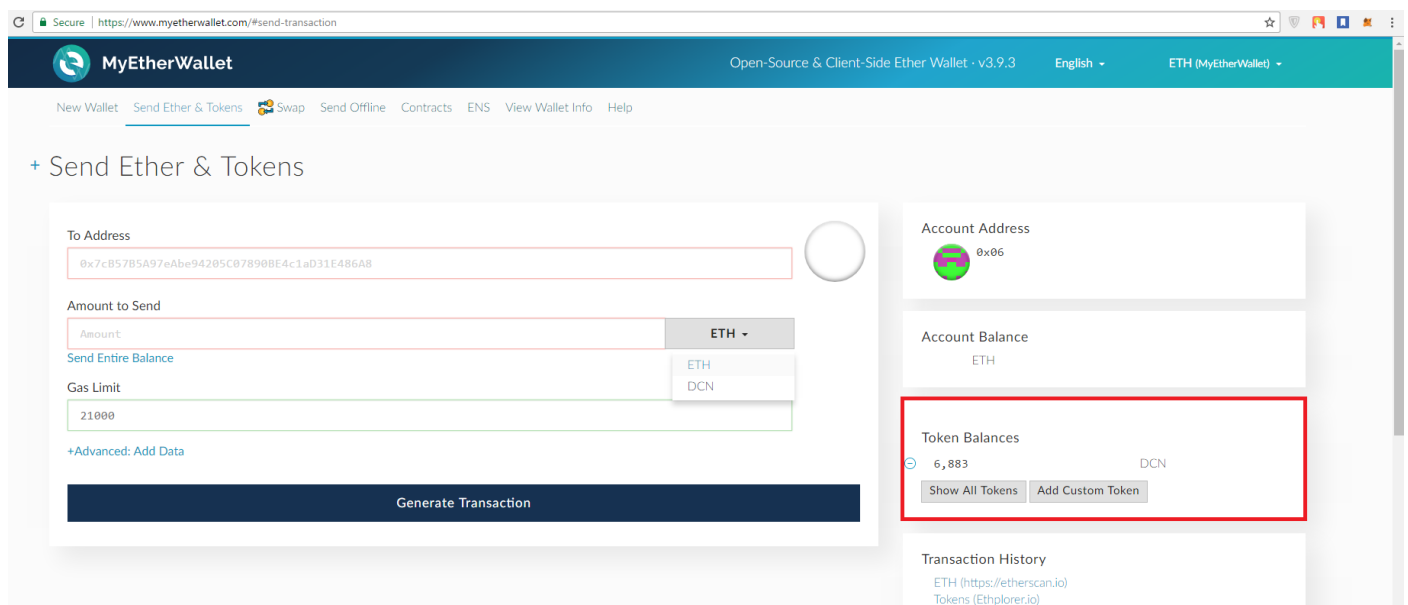 Secure | https://www.myetherwallet.com/#send-transaction
MyEtherWallet
Open-Source & Client-Side Ether Wallet · v3.9.3
English
ETH (MyEtherWallet)
New Wallet Send Ether & Tokens Swap Send Offline Contracts ENS View Wallet Info Help
+ Send Ether & Tokens
To Address
0x7cB57B5A97eAbe94205C07890BE4c1aD31E486A8
Amount to Send
Amount
ETH
Send Entire Balance
ETH
DCN
Gas Limit
21000
+Advanced: Add Data
Generate Transaction
Account Address
0x06
Account Balance
ETH
Token Balances
6,883 DCN
Show All Tokens Add Custom Token
Transaction History
ETH (https://etherscan.io)
Tokens (Ethplorer.io)